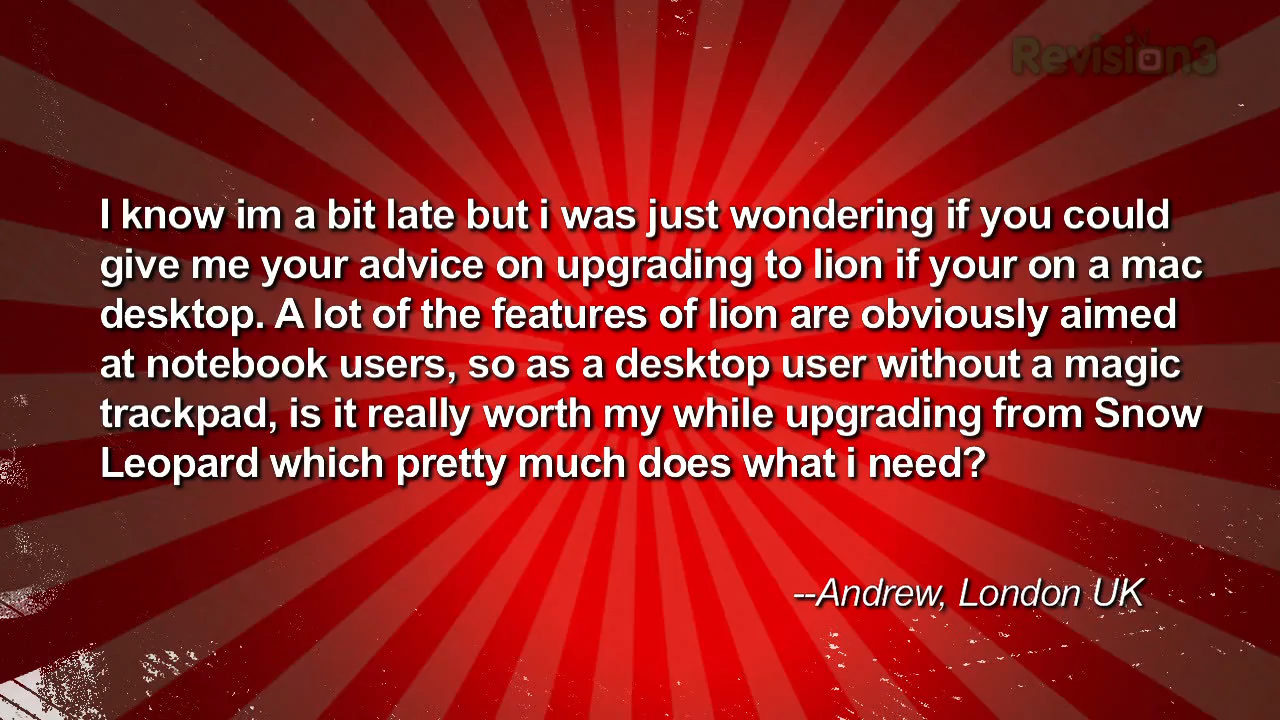 Revision3
I know im a bit late but i was just wondering if you could
give me your advice on upgrading to lion if your on a mac
desktop. A lot of the features of lion are obviously aimed
at notebook users, so as a desktop user without a magic
trackpad, is it really worth my while upgrading from Snow
Leopard which pretty much does what i need?
--Andrew, London UK